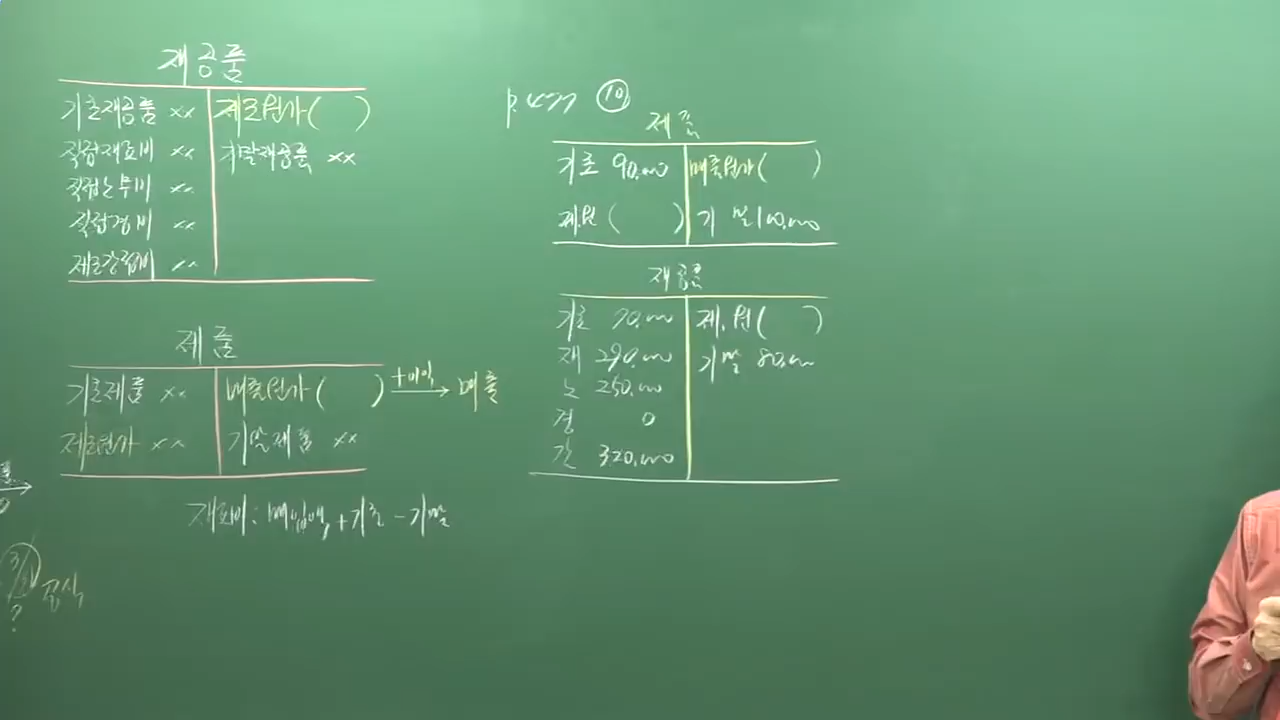 재공품
기초재공품 xx 제조원가 ( )
직접재료비 xx 기말재공품 xx
직접노무비 xx
직접경비 xx
제조간접비 xx
제품
기초제품 xx 매출원가 ( ) +이익 → 매출
제조원가 xx 기말제품 xx
재료비 : 매입액 +기초 -기말
공식
P.477 ⑩
제품
기초 90,000 매출원가 ( )
제.원 ( ) 기말 100,000
재공품
기초 70,000 제.원 ( )
재 290,000 기말 80,000
노 250,000
경 0
간 320,000